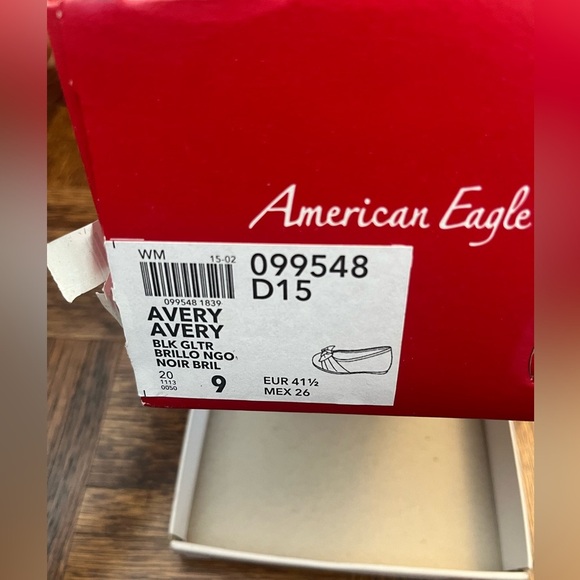 American Eagle
WM 15-02
099548 1839
099548
D15
AVERY
AVERY
BLK GLTR
BRILLO NGO
NOIR BRIL
20
1113
0050
9
EUR 41½
MEX 26